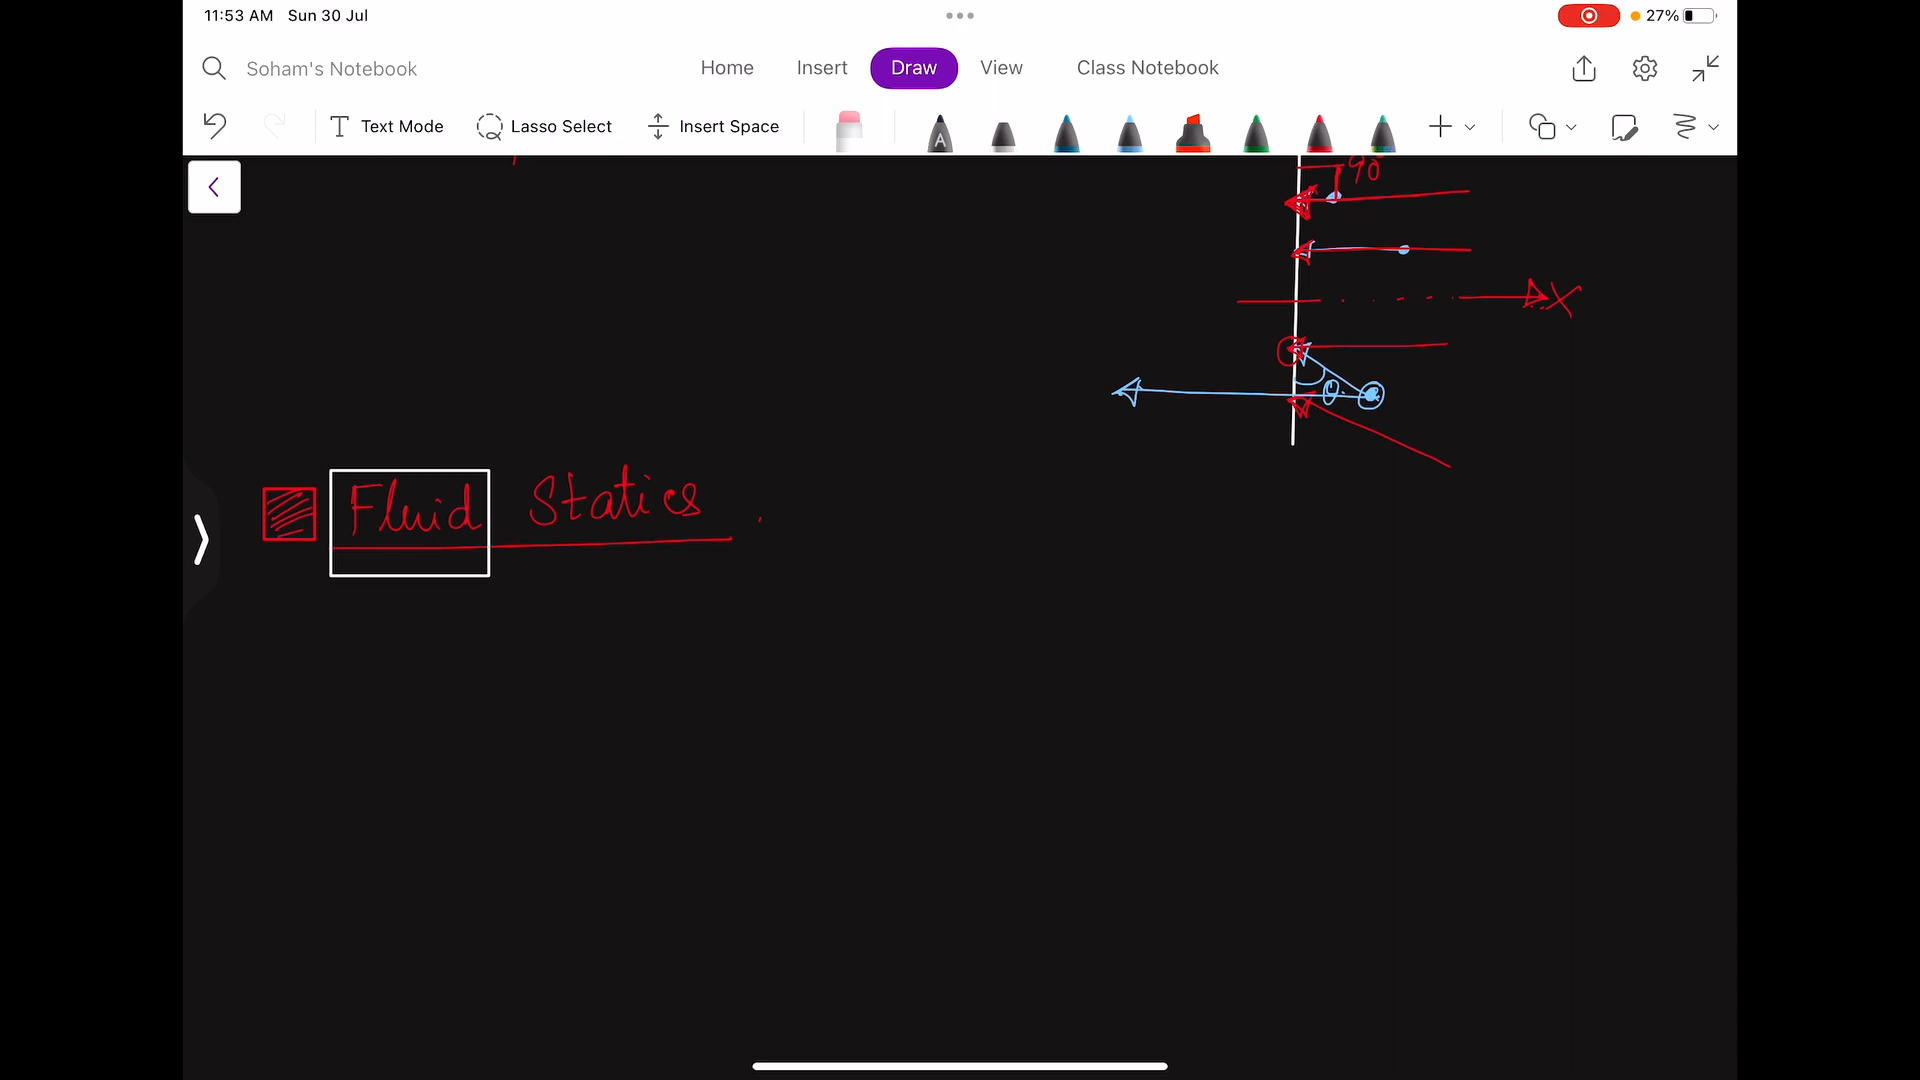 11:53 AM Sun 30 Jul
27%
Soham's Notebook
Home Insert Draw View Class Notebook
Text Mode Lasso Select Insert Space
A
90°
X
θ
Fluid Statics .